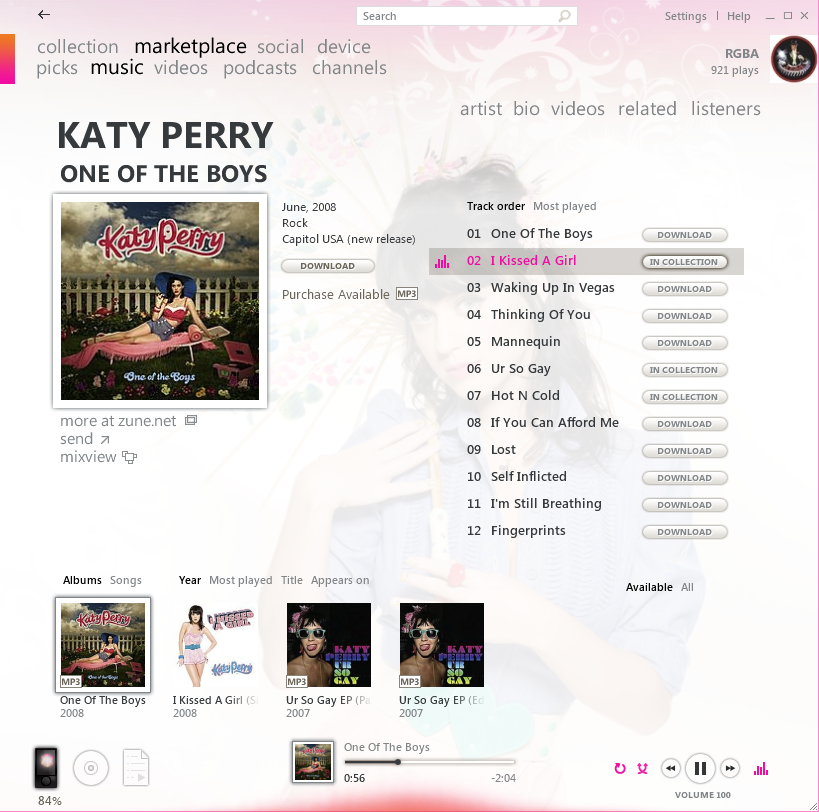 Search
Settings | Help
collection marketplace social device
picks music videos podcasts channels
RGBA
921 plays
artist bio videos related listeners
KATY PERRY
ONE OF THE BOYS
Katy Perry
One of the Boys
June, 2008
Rock
Capitol USA (new release)
DOWNLOAD
Purchase Available MP3
more at zune.net
send
mixview
Track order Most played
01 One Of The Boys DOWNLOAD
02 I Kissed A Girl IN COLLECTION
03 Waking Up In Vegas DOWNLOAD
04 Thinking Of You DOWNLOAD
05 Mannequin DOWNLOAD
06 Ur So Gay IN COLLECTION
07 Hot N Cold IN COLLECTION
08 If You Can Afford Me DOWNLOAD
09 Lost DOWNLOAD
10 Self Inflicted DOWNLOAD
11 I'm Still Breathing DOWNLOAD
12 Fingerprints DOWNLOAD
Albums Songs
Year Most played Title Appears on
Available All
Katy Perry
One of the Boys
MP3
One Of The Boys
2008
I KISSED A GIRL
Katy Perry
I Kissed A Girl (S
2008
KATY PERRY
UR SO GAY
MP3
Ur So Gay EP (Pa
2007
KATY PERRY
UR SO GAY
MP3
Ur So Gay EP (Ed
2007
84%
Katy Perry
One Of The Boys
0:56
-2:04
VOLUME 100